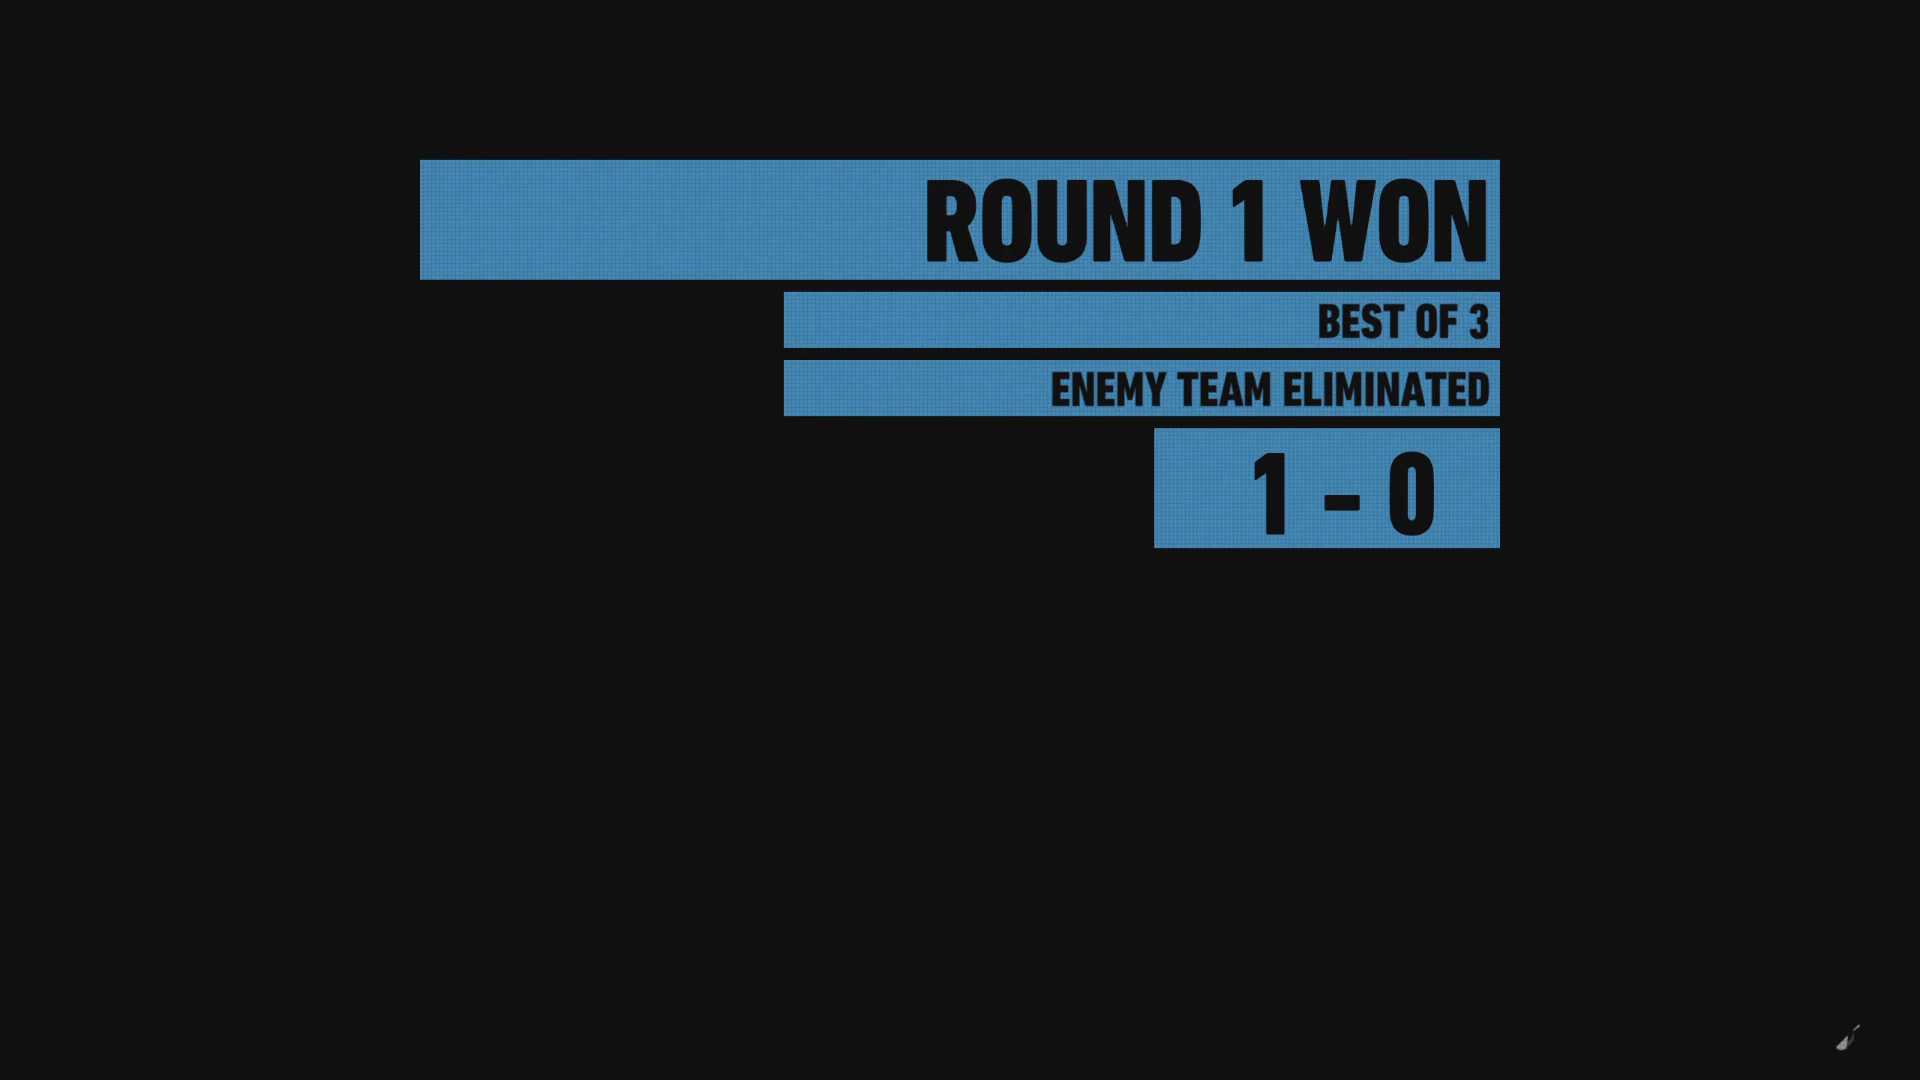 ROUND 1 WON
BEST OF 3
ENEMY TEAM ELIMINATED
1 - 0